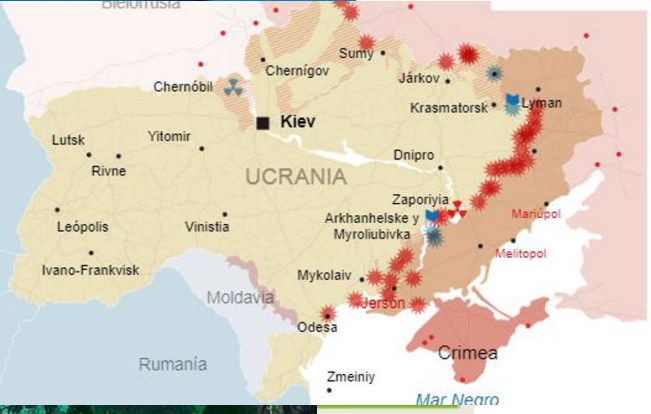 Bielorrusia
Sumy
Chernígov
Chernóbil
Járkov
Krasmatorsk
Lyman
Kiev
Lutsk
Yitomir
Rivne
Dnipro
UCRANIA
Zaporiyia
Arkhanhelske y
Myroliubivka
Mariúpol
Leópolis
Vinistia
Melitopol
Ivano-Frankvisk
Mykolaiv
Moldavia
Jersón
Odesa
Crimea
Rumanía
Zmeiniy
Mar Negro